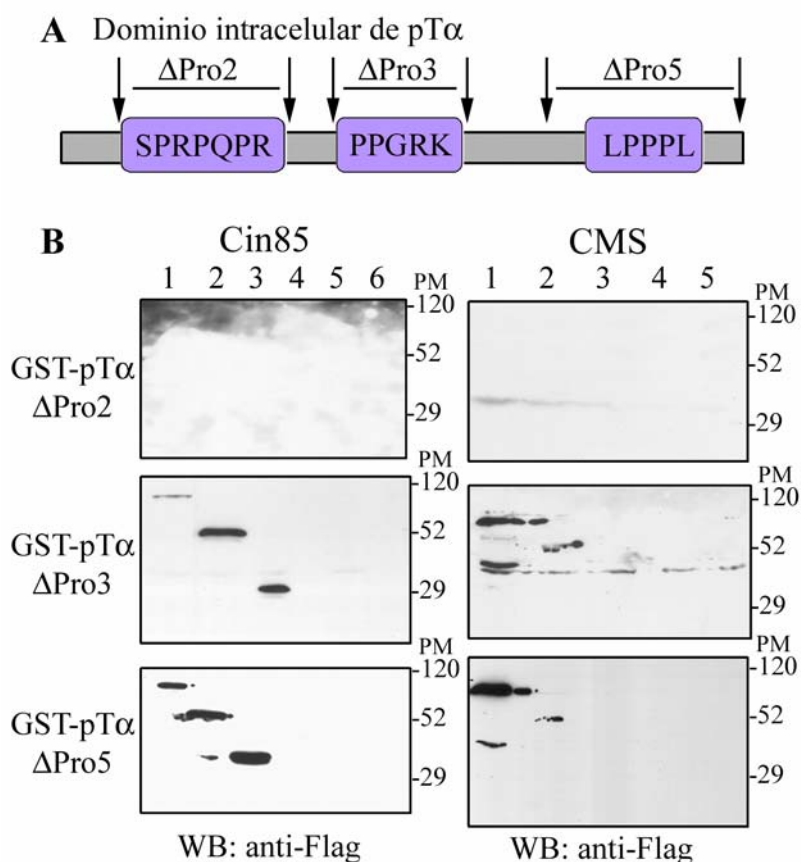 A Dominio intracelular de pTα
ΔPro2 ΔPro3 ΔPro5
SPRPQPR PPGRK LPPPL
B Cin85 CMS
1 2 3 4 5 6 PM 1 2 3 4 5 PM
GST-pTα
ΔPro2
-120
-52
-29
-120
-52
-29
GST-pTα
ΔPro3
PM
-120
-52
-29
PM
-120
-52
-29
GST-pTα
ΔPro5
PM
-120
-52
-29
PM
-120
-52
-29
WB: anti-Flag WB: anti-Flag